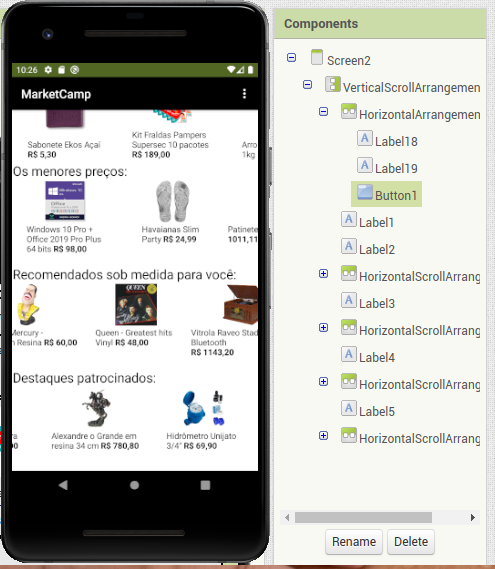 10:26
MarketCamp
Sabonete Ekos Açaí
R$ 5,30
Kit Fraldas Pampers
Supersec 10 pacotes
R$ 189,00
Arro
1kg
Os menores preços:
Windows 10 Pro +
Office 2019 Pro Plus
64 bits R$ 98,00
Havaianas Slim
Party R$ 24,99
Patinete
1011,11
Recomendados sob medida para você:
Mercury -
n Resina R$ 60,00
QUEEN
Queen - Greatest hits
Vinyl R$ 48,00
Vitrola Raveo Stad
Bluetooth
R$ 1143,20
Destaques patrocinados:
ra
00
Alexandre o Grande em
resina 34 cm R$ 780,80
Hidrômetro Unijato
3/4" R$ 69,90
Components
Screen2
VerticalScrollArrangemen
HorizontalArrangemen
Label18
Label19
Button1
Label1
Label2
HorizontalScrollArrang
Label3
HorizontalScrollArrang
Label4
HorizontalScrollArrang
Label5
HorizontalScrollArrang
Rename Delete